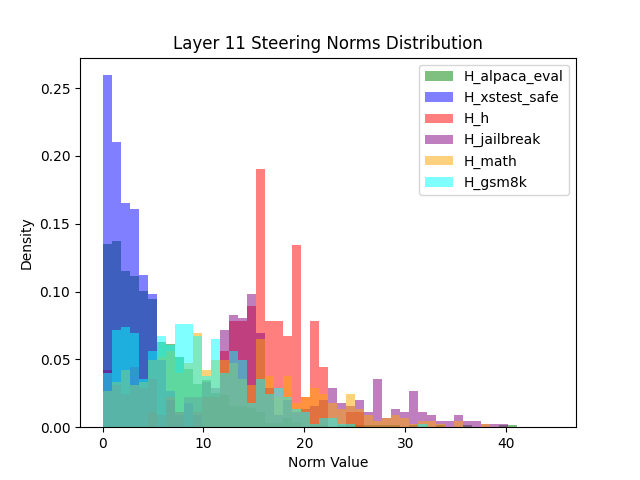 Layer 11 Steering Norms Distribution
H_alpaca_eval
H_xstest_safe
H_h
H_jailbreak
H_math
H_gsm8k
Density
0.25
0.20
0.15
0.10
0.05
0.00
0
10
20
30
40
Norm Value